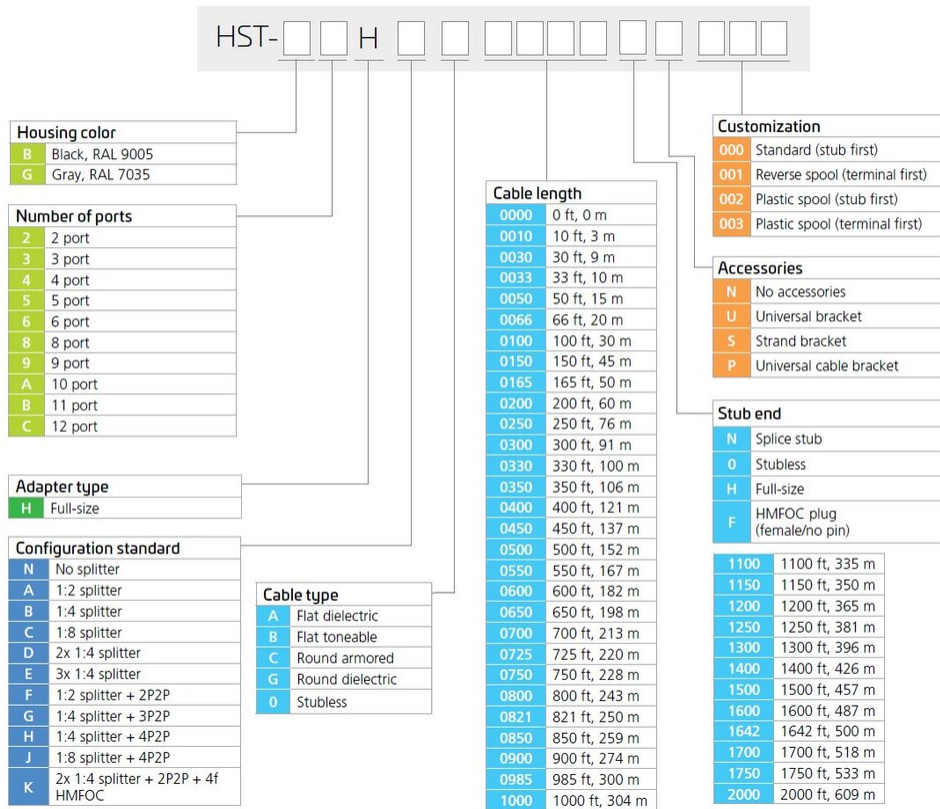 HST- H
Housing color
B Black, RAL 9005
G Gray, RAL 7035
Number of ports
2 2 port
3 3 port
4 4 port
5 5 port
6 6 port
8 8 port
9 9 port
A 10 port
B 11 port
C 12 port
Adapter type
H Full-size
Configuration standard
N No splitter
A 1:2 splitter
B 1:4 splitter
C 1:8 splitter
D 2x 1:4 splitter
E 3x 1:4 splitter
F 1:2 splitter + 2P2P
G 1:4 splitter + 3P2P
H 1:4 splitter + 4P2P
J 1:8 splitter + 4P2P
K 2x 1:4 splitter + 2P2P + 4f
HMFOC
Cable type
A Flat dielectric
B Flat toneable
C Round armored
G Round dielectric
0 Stubless
Cable length
0000 0 ft, 0 m
0010 10 ft, 3 m
0030 30 ft, 9 m
0033 33 ft, 10 m
0050 50 ft, 15 m
0066 66 ft, 20 m
0100 100 ft, 30 m
0150 150 ft, 45 m
0165 165 ft, 50 m
0200 200 ft, 60 m
0250 250 ft, 76 m
0300 300 ft, 91 m
0330 330 ft, 100 m
0350 350 ft, 106 m
0400 400 ft, 121 m
0450 450 ft, 137 m
0500 500 ft, 152 m
0550 550 ft, 167 m
0600 600 ft, 182 m
0650 650 ft, 198 m
0700 700 ft, 213 m
0725 725 ft, 220 m
0750 750 ft, 228 m
0800 800 ft, 243 m
0821 821 ft, 250 m
0850 850 ft, 259 m
0900 900 ft, 274 m
0985 985 ft, 300 m
1000 1000 ft, 304 m
Customization
000 Standard (stub first)
001 Reverse spool (terminal first)
002 Plastic spool (stub first)
003 Plastic spool (terminal first)
Accessories
N No accessories
U Universal bracket
S Strand bracket
P Universal cable bracket
Stub end
N Splice stub
0 Stubless
H Full-size
F HMFOC plug
(female/no pin)
1100 1100 ft, 335 m
1150 1150 ft, 350 m
1200 1200 ft, 365 m
1250 1250 ft, 381 m
1300 1300 ft, 396 m
1400 1400 ft, 426 m
1500 1500 ft, 457 m
1600 1600 ft, 487 m
1642 1642 ft, 500 m
1700 1700 ft, 518 m
1750 1750 ft, 533 m
2000 2000 ft, 609 m